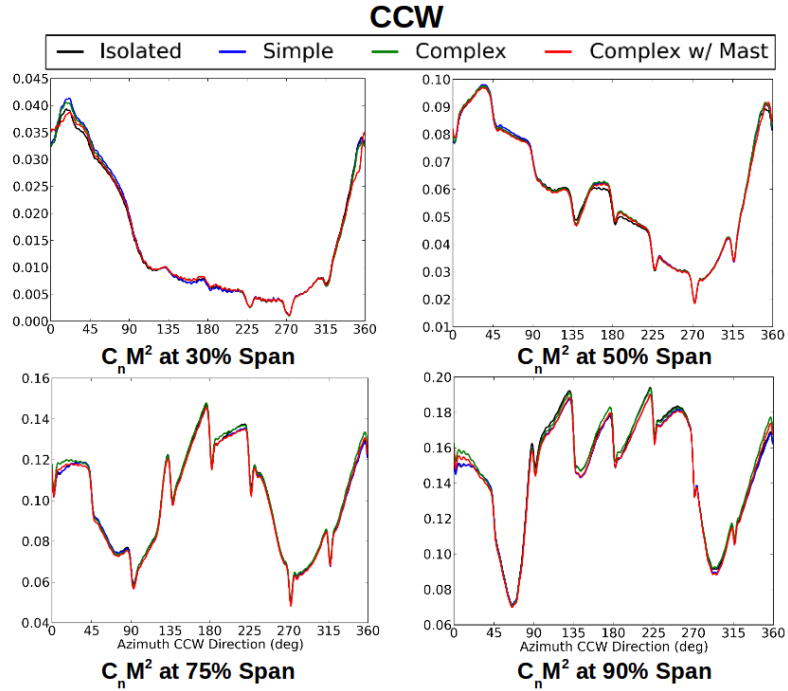 CCW
Isolated Simple Complex Complex w/ Mast
0.045
0.040
0.035
0.030
0.025
0.020
0.015
0.010
0.005
0.000
0 45 90 135 180 225 270 315 360
CnM² at 30% Span
0.10
0.09
0.08
0.07
0.06
0.05
0.04
0.03
0.02
0.01
0 45 90 135 180 225 270 315 360
CnM² at 50% Span
0.16
0.14
0.12
0.10
0.08
0.06
0.04
0 45 90 135 180 225 270 315 360
Azimuth CCW Direction (deg)
CnM² at 75% Span
0.20
0.18
0.16
0.14
0.12
0.10
0.08
0.06
0 45 90 135 180 225 270 315 360
Azimuth CCW Direction (deg)
CnM² at 90% Span